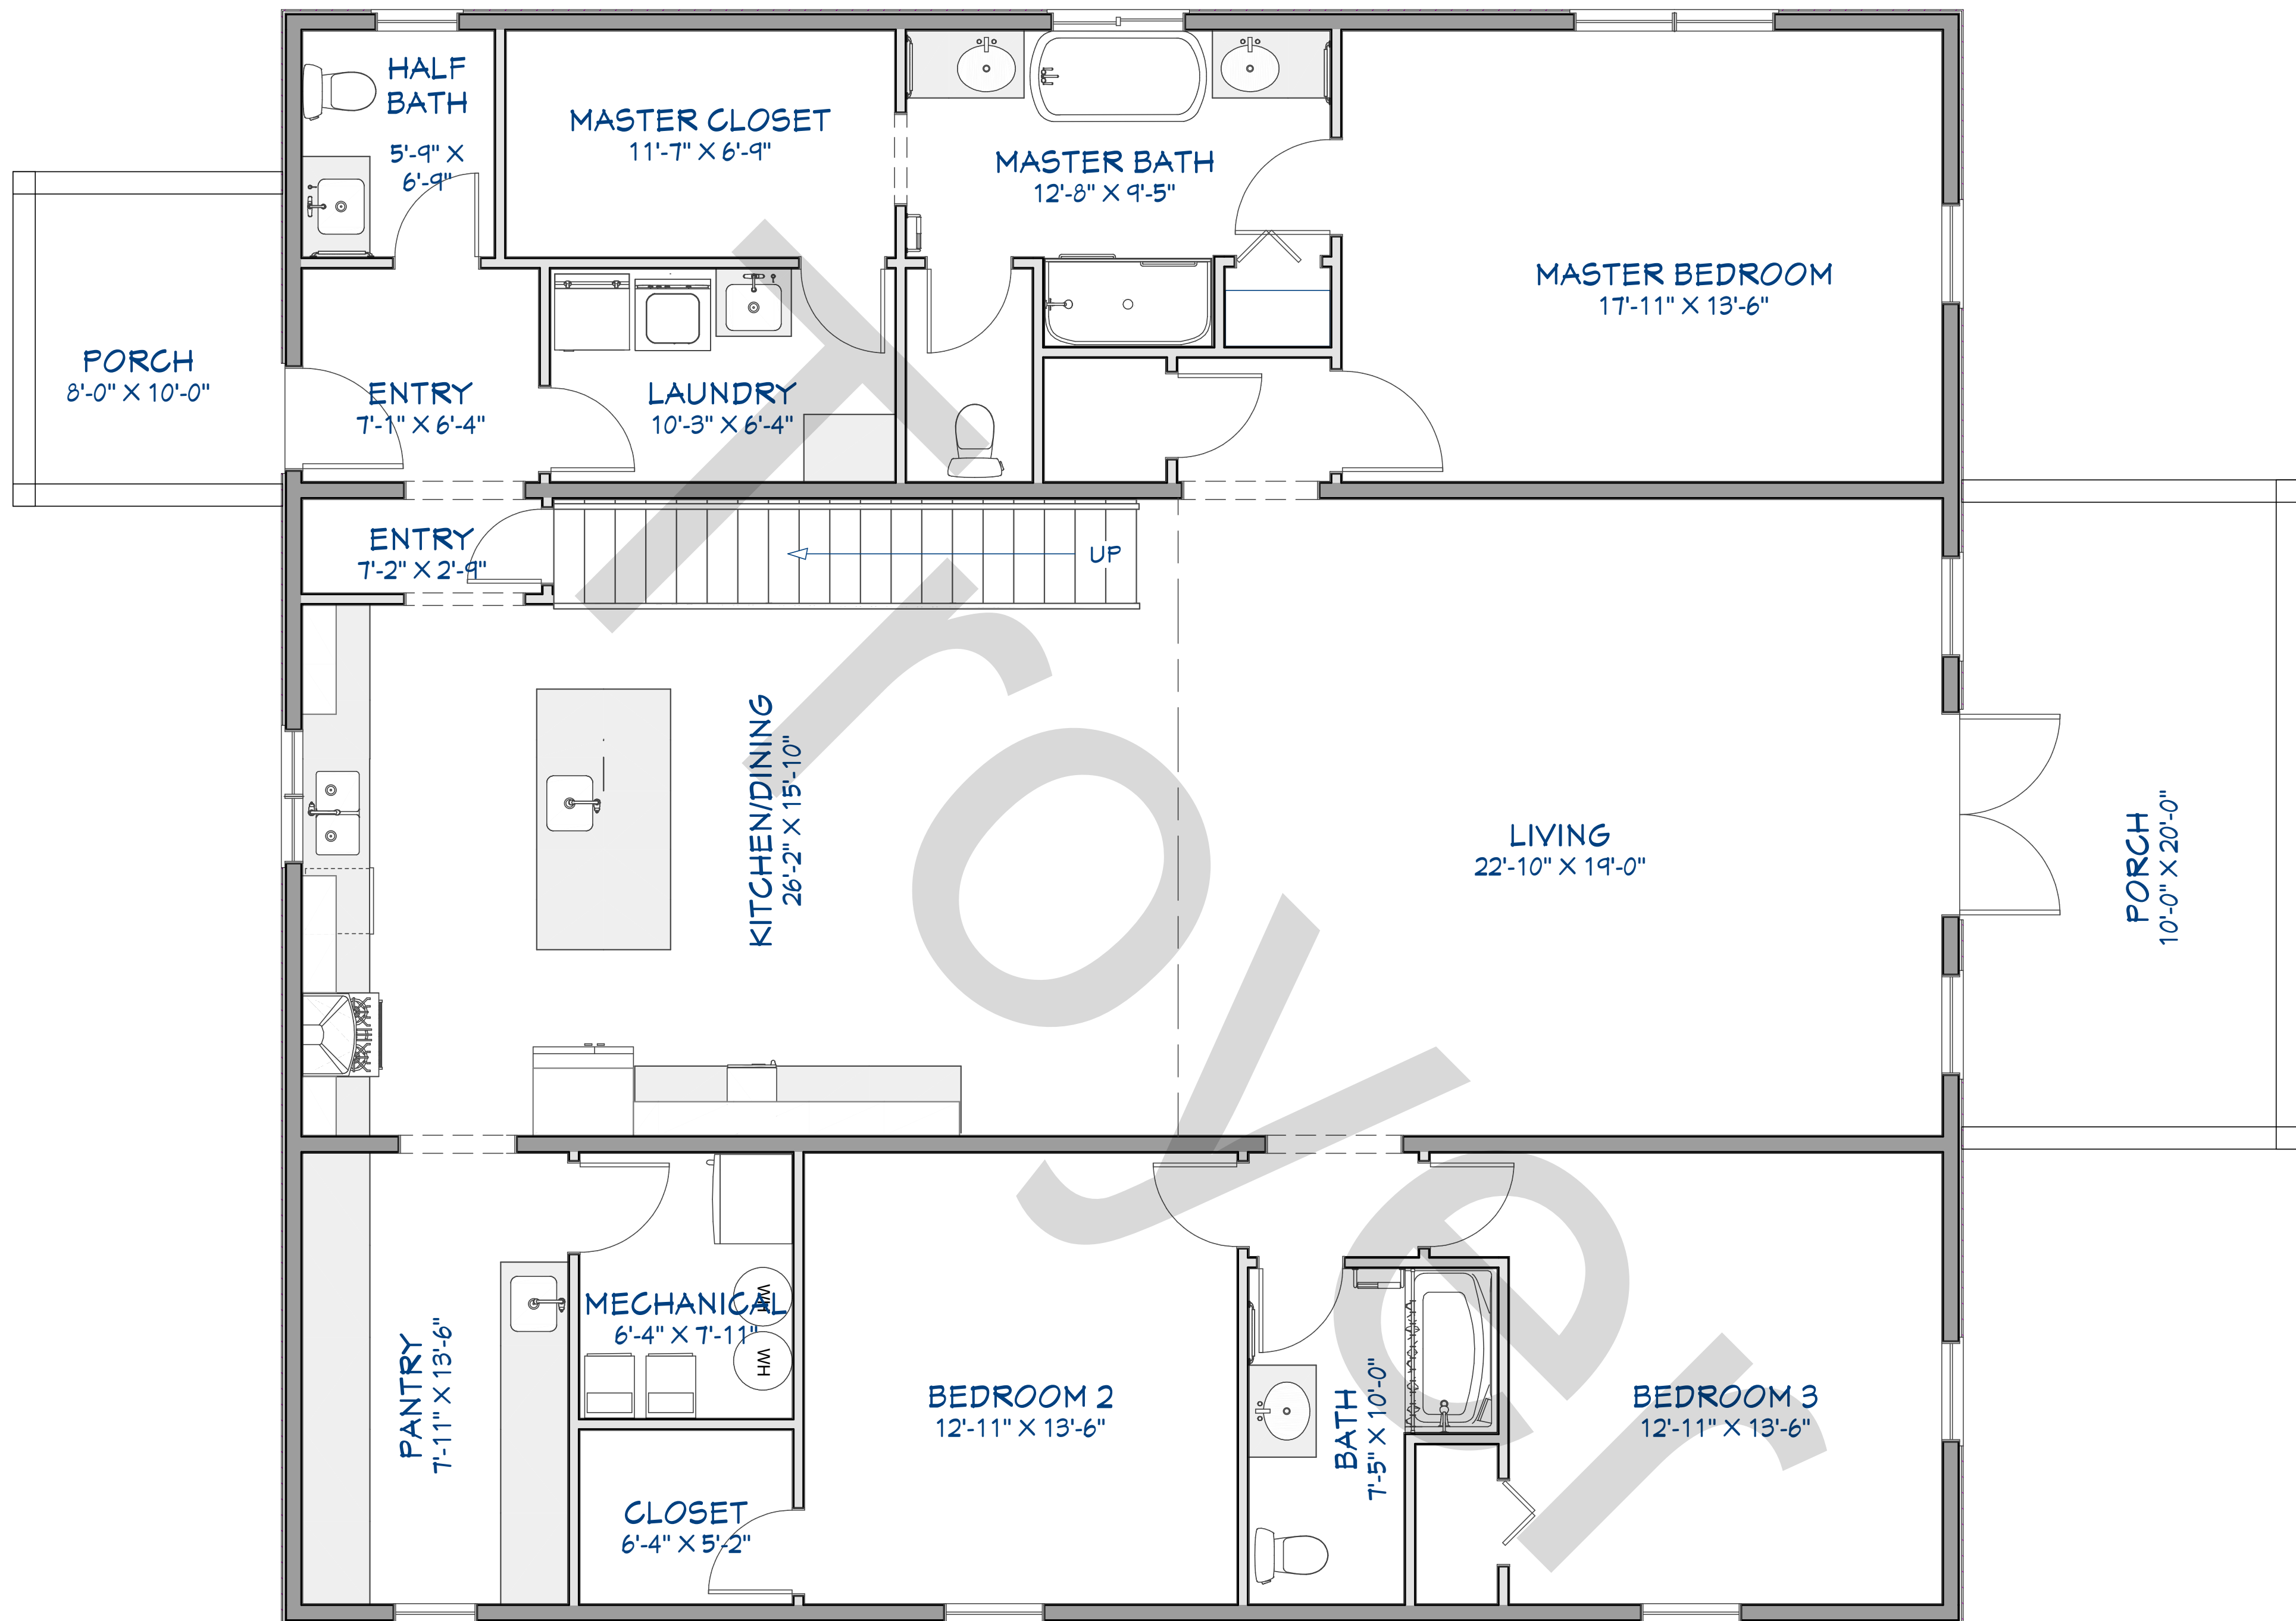 HALF
BATH
5'-9" X
6'-9"
MASTER CLOSET
11'-7" X 6'-9"
MASTER BATH
12'-8" X 9'-5"
MASTER BEDROOM
17'-11" X 13'-6"
PORCH
8'-0" X 10'-0"
ENTRY
7'-1" X 6'-4"
LAUNDRY
10'-3" X 6'-4"
ENTRY
7'-2" X 2'-9"
UP
KITCHEN/DINING
26'-2" X 15'-10"
LIVING
22'-10" X 19'-0"
PORCH
10'-0" X 20'-0"
PANTRY
7'-11" X 13'-6"
MECHANICAL
6'-4" X 7'-11"
WH
WH
CLOSET
6'-4" X 5'-2"
BEDROOM 2
12'-11" X 13'-6"
BATH
7'-5" X 10'-0"
BEDROOM 3
12'-11" X 13'-6"
Troyer